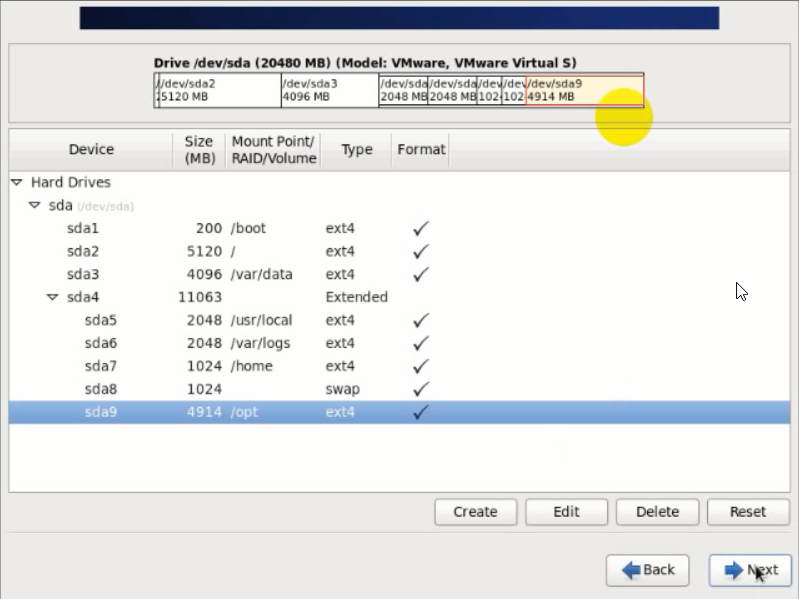 Drive /dev/sda (20480 MB) (Model: VMware, VMware Virtual S)
/dev/sda2 /dev/sda3 /dev/sda /dev/sda /dev /dev /dev/sda9
5120 MB 4096 MB 2048 MB 2048 MB 102 102 4914 MB
Device Size (MB) Mount Point/ RAID/Volume Type Format
Hard Drives
sda (/dev/sda)
sda1 200 /boot ext4
sda2 5120 / ext4
sda3 4096 /var/data ext4
sda4 11063 Extended
sda5 2048 /usr/local ext4
sda6 2048 /var/logs ext4
sda7 1024 /home ext4
sda8 1024 swap
sda9 4914 /opt ext4
Create Edit Delete Reset
Back Next